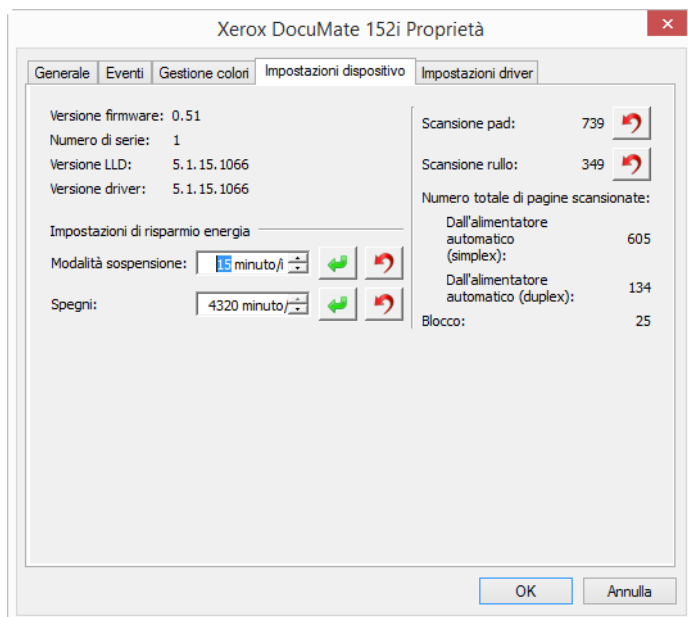 Xerox DocuMate 152i Proprietà
Generale Eventi Gestione colori Impostazioni dispositivo Impostazioni driver
Versione firmware: 0.51
Numero di serie: 1
Versione LLD: 5.1.15.1066
Versione driver: 5.1.15.1066
Impostazioni di risparmio energia
Modalità sospensione: 15 minuto/i
Spegni: 4320 minuto/
Scansione pad: 739
Scansione rullo: 349
Numero totale di pagine scansionate:
Dall'alimentatore
automatico 605
(simplex):
Dall'alimentatore
automatico (duplex): 134
Blocco: 25
OK Annulla